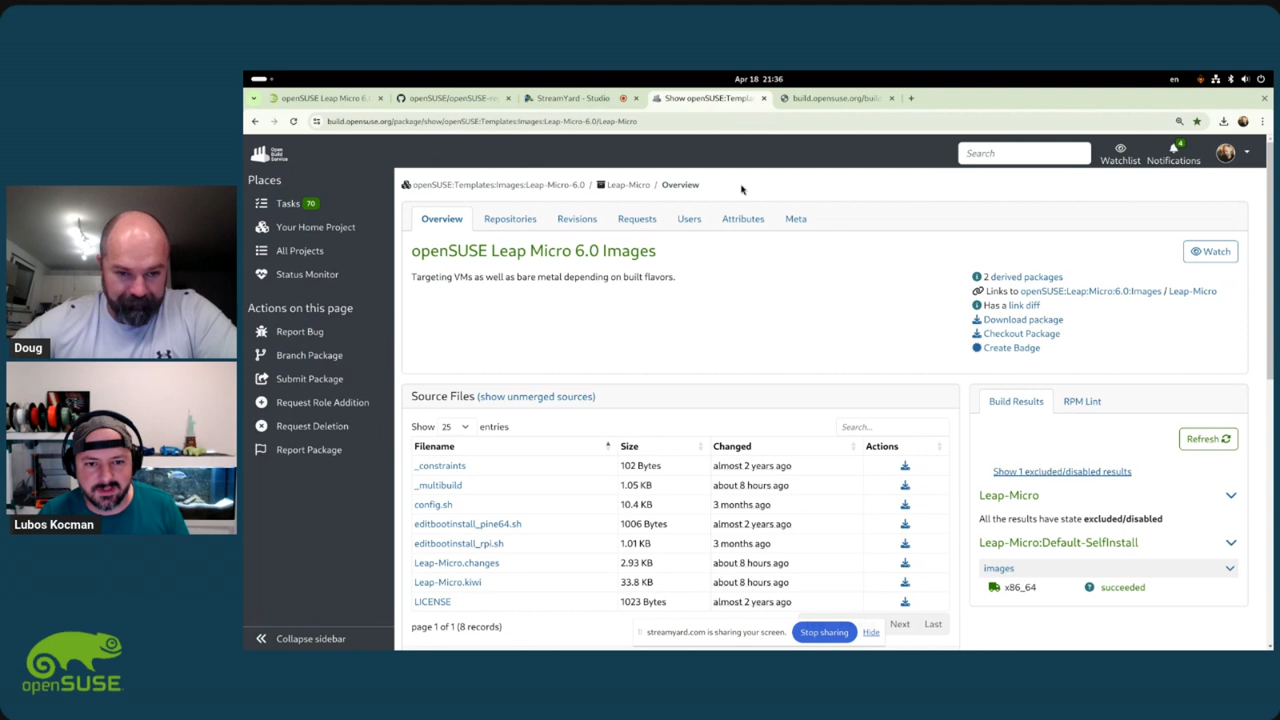 Apr 18 21:36
en
openSUSE Leap Micro 6.
openSUSE/openSUSE-re
StreamYard - Studio
Show openSUSE:Templa
build.opensuse.org/buil
build.opensuse.org/package/show/openSUSE:Templates:Images:Leap-Micro-6.0/Leap-Micro
Open Build Service
Search
Watchlist
4
Notifications
Places
Tasks 70
Your Home Project
All Projects
Status Monitor
Actions on this page
Report Bug
Branch Package
Submit Package
Request Role Addition
Request Deletion
Report Package
Collapse sidebar
openSUSE:Templates:Images:Leap-Micro-6.0 / Leap-Micro / Overview
Overview Repositories Revisions Requests Users Attributes Meta
openSUSE Leap Micro 6.0 Images
Watch
Targeting VMs as well as bare metal depending on built flavors.
2 derived packages
Links to openSUSE:Leap:Micro:6.0:Images / Leap-Micro
Has a link diff
Download package
Checkout Package
Create Badge
Source Files (show unmerged sources)
Show 25 entries
Search...
Filename Size Changed Actions
_constraints 102 Bytes almost 2 years ago
_multibuild 1.05 KB about 8 hours ago
config.sh 10.4 KB 3 months ago
editbootinstall_pine64.sh 1006 Bytes almost 2 years ago
editbootinstall_rpi.sh 1.01 KB 3 months ago
Leap-Micro.changes 2.93 KB about 8 hours ago
Leap-Micro.kiwi 33.8 KB about 8 hours ago
LICENSE 1023 Bytes almost 2 years ago
page 1 of 1 (8 records)
Next Last
streamyard.com is sharing your screen. Stop sharing Hide
Build Results RPM Lint
Refresh
Show 1 excluded/disabled results
Leap-Micro
All the results have state excluded/disabled
Leap-Micro:Default-SelfInstall
images
x86_64 succeeded
Doug
Lubos Kocman
openSUSE